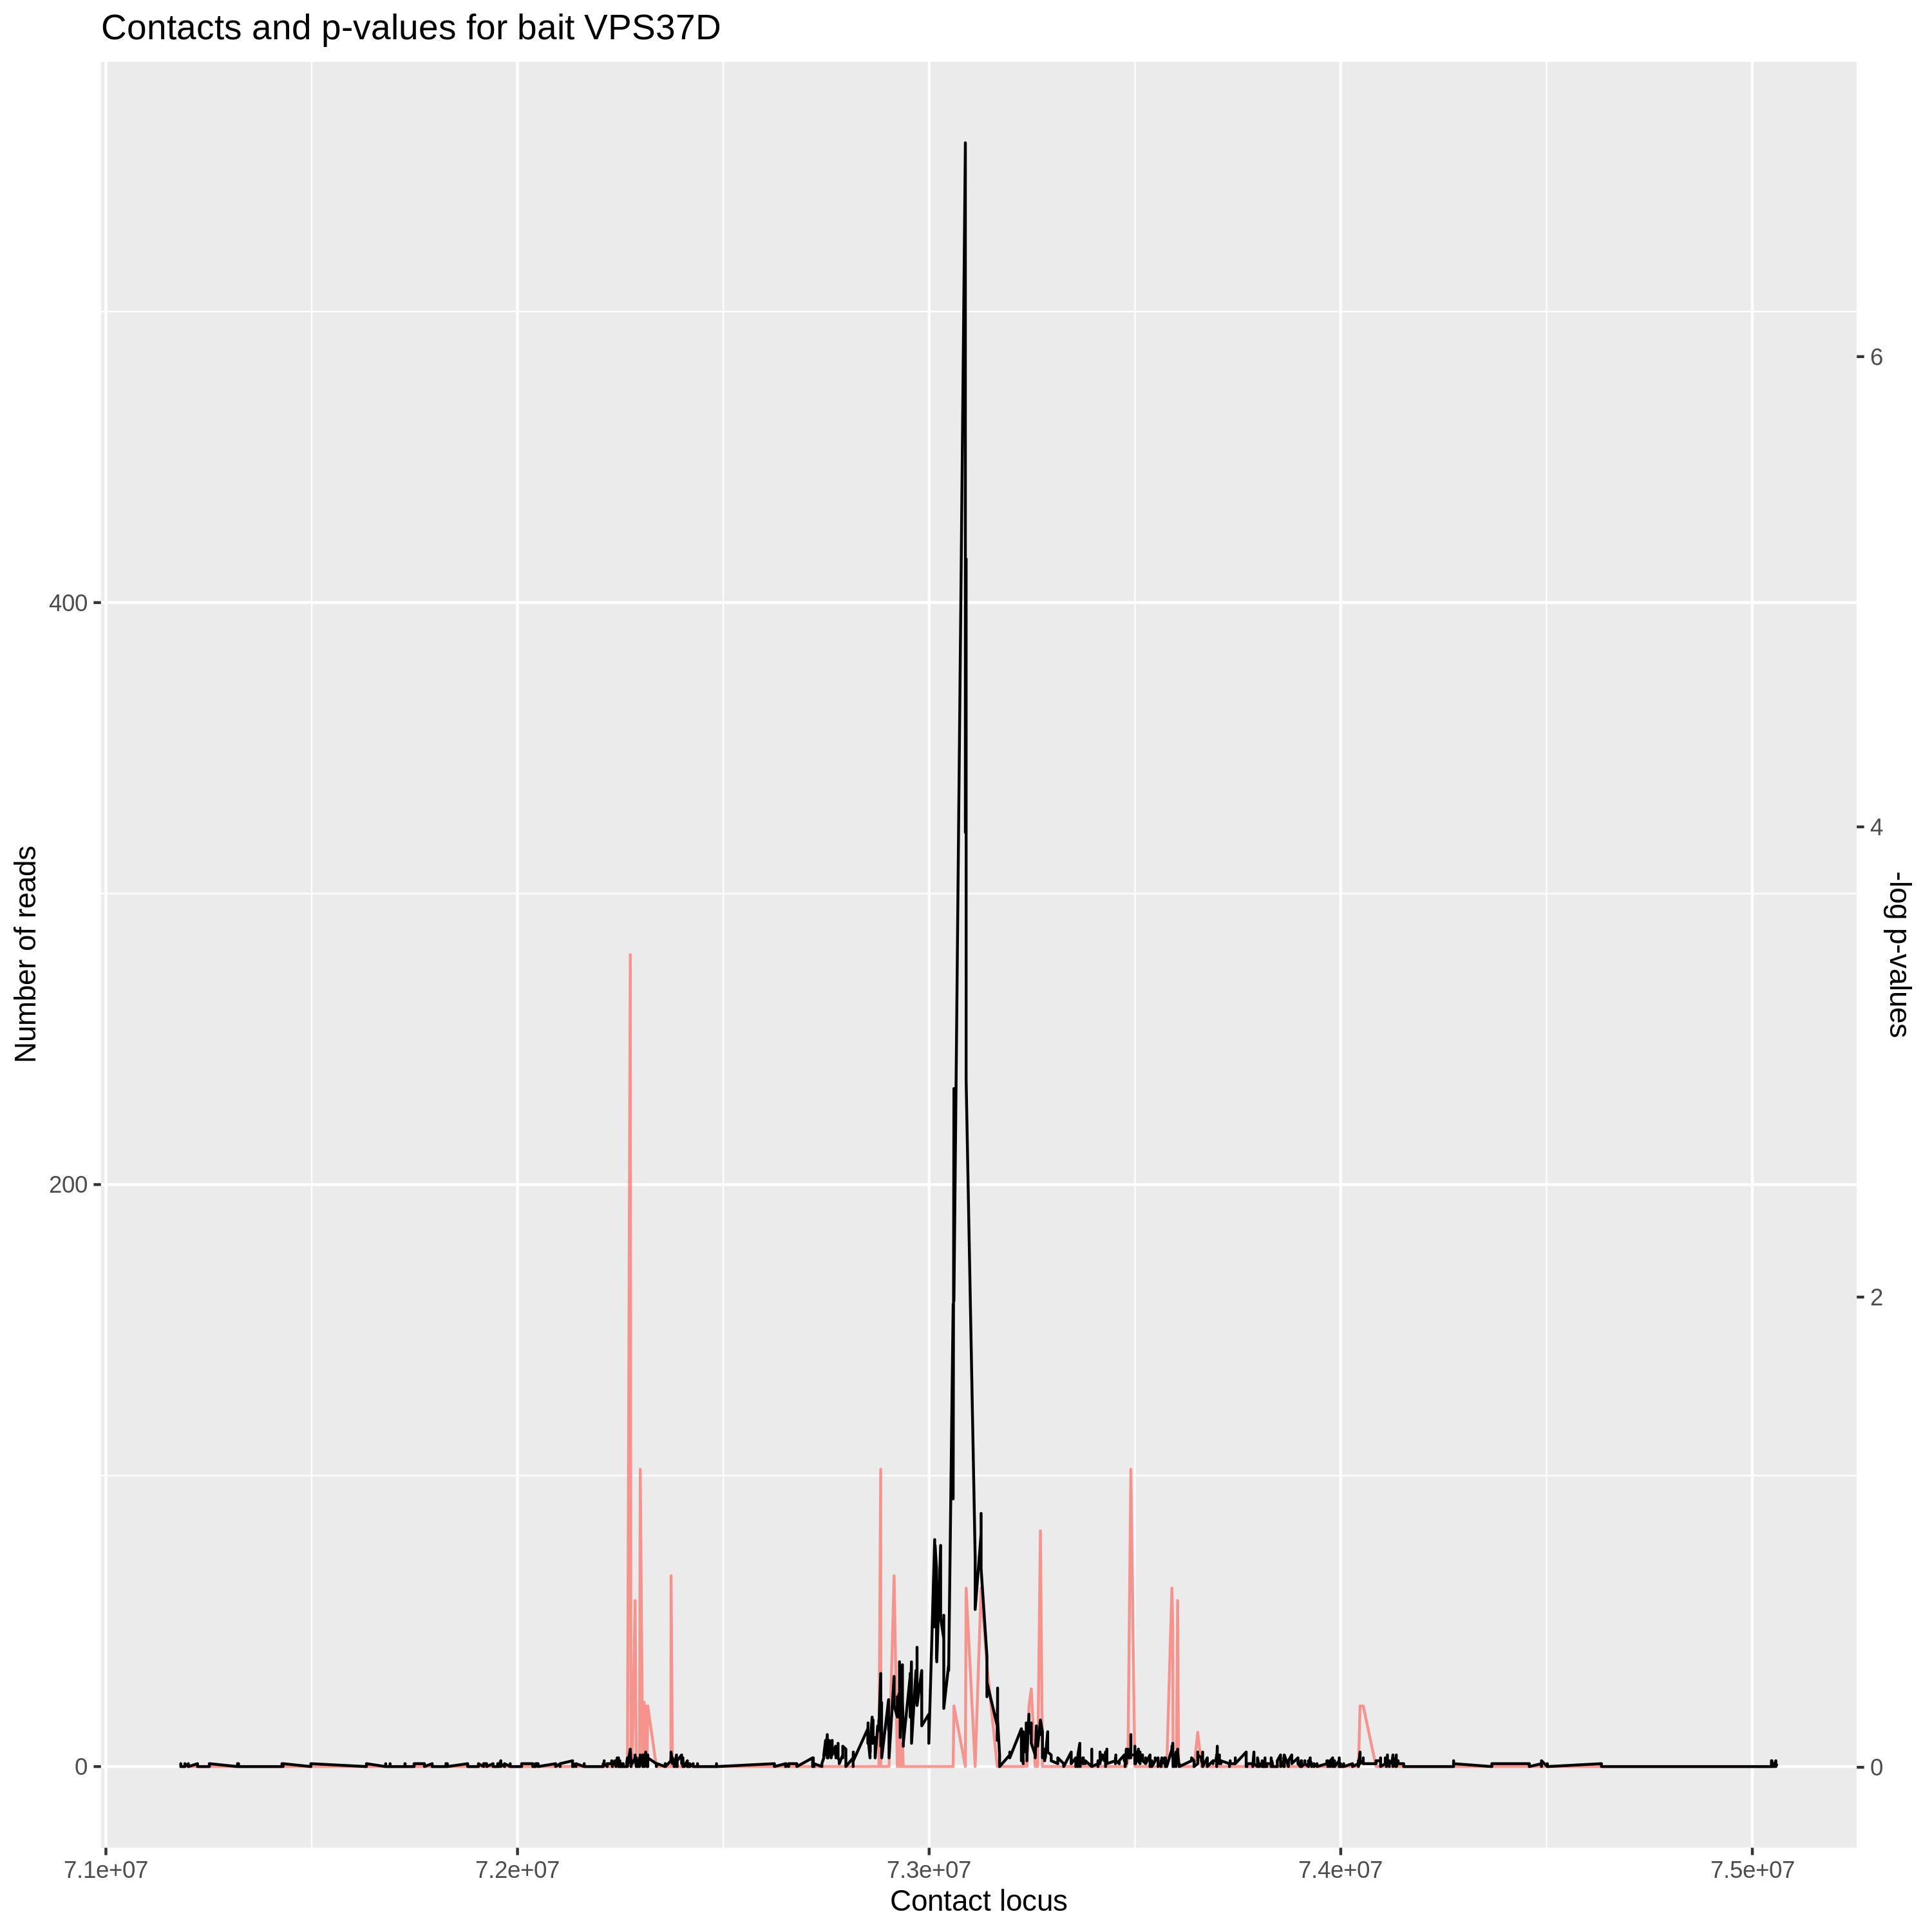 Contacts and p-values for bait VPS37D
Number of reads
400
200
0
6
4
2
0
-log p-values
7.1e+07
7.2e+07
7.3e+07
7.4e+07
7.5e+07
Contact locus